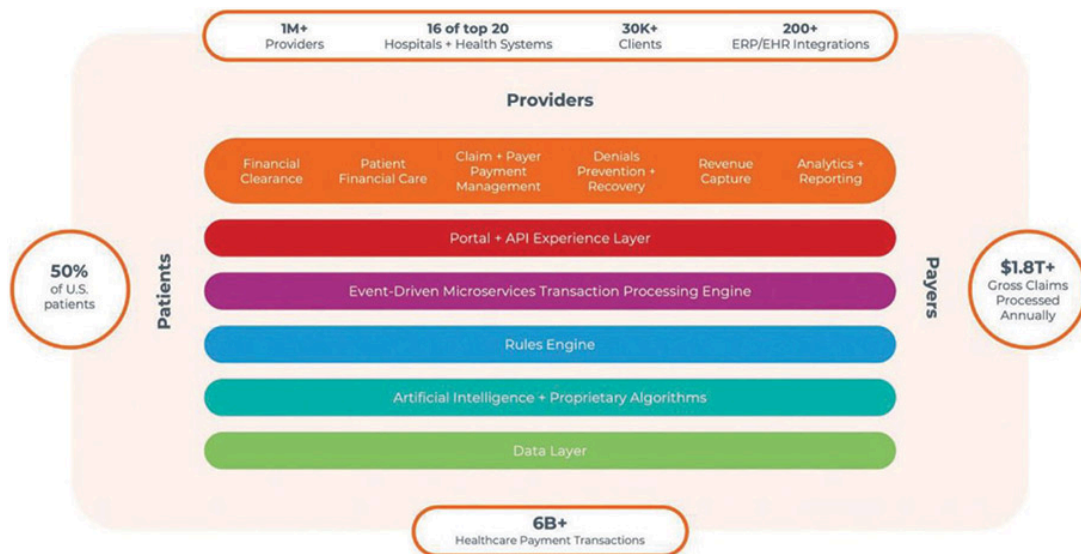 1M+
Providers
16 of top 20
Hospitals + Health Systems
30K+
Clients
200+
ERP/EHR Integrations
Providers
Financial
Clearance
Patient
Financial Care
Claim + Payer
Payment
Management
Denials
Prevention +
Recovery
Revenue
Capture
Analytics +
Reporting
Portal + API Experience Layer
50%
of U.S.
patients
Patients
Event-Driven Microservices Transaction Processing Engine
Payers
$1.8T+
Gross Claims
Processed
Annually
Rules Engine
Artificial Intelligence + Proprietary Algorithms
Data Layer
6B+
Healthcare Payment Transactions